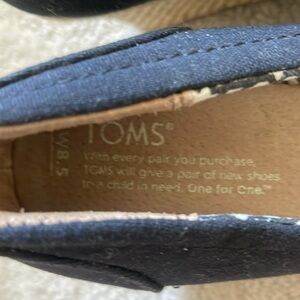 TOMS®
With every pair you purchase,
TOMS will give a pair of new shoes
to a child in need. One for One.™
W8.5